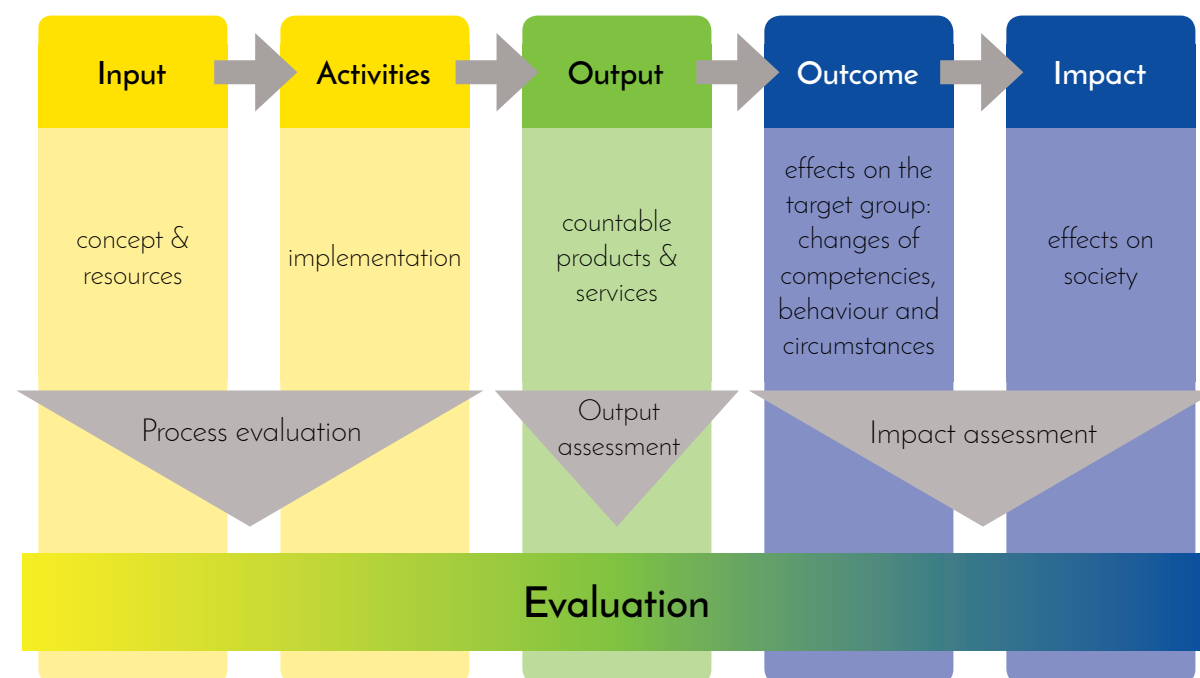 Input
Activities
Output
Outcome
Impact
concept &
resources
implementation
countable
products &
services
effects on the
target group:
changes of
competencies,
behaviour and
circumstances
effects on
society
Process evaluation
Output
assessment
Impact assessment
Evaluation